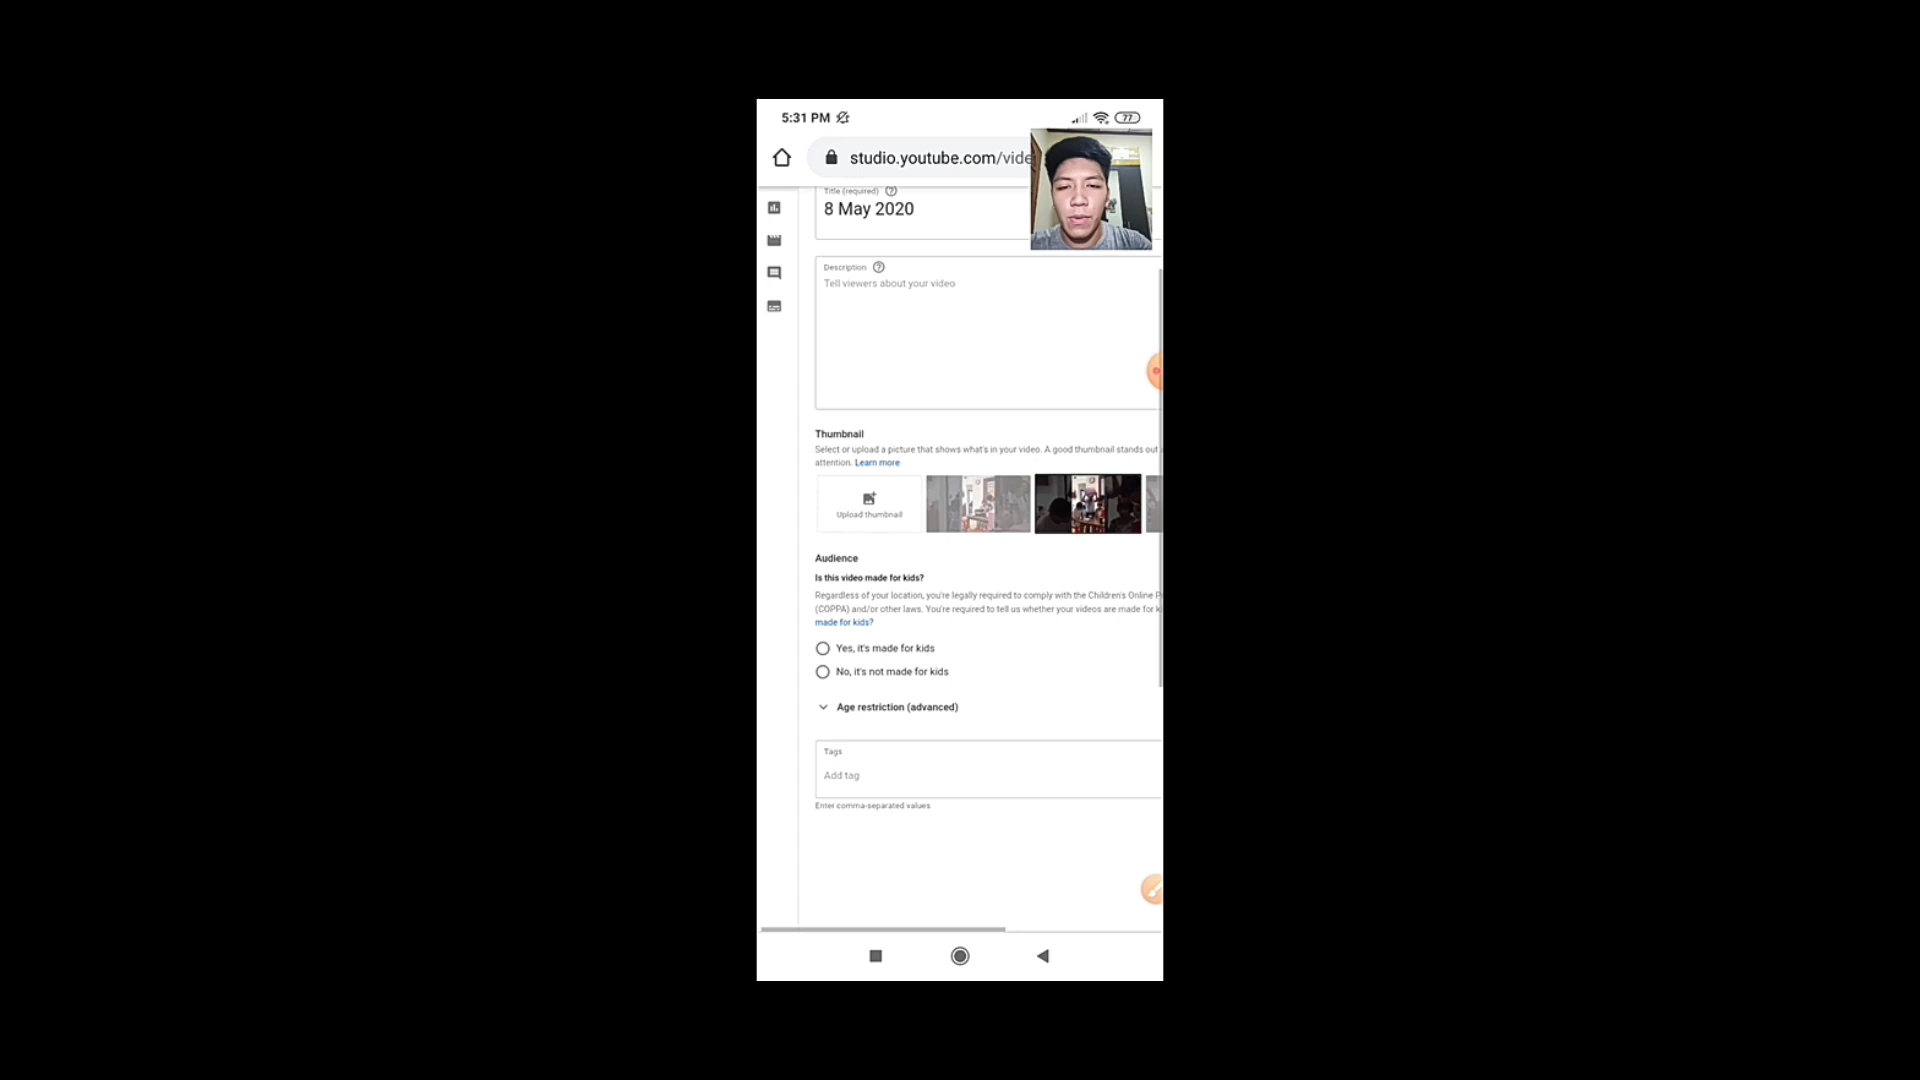 5:31 PM
77
studio.youtube.com/vide
Title (required)
8 May 2020
Description
Tell viewers about your video
Thumbnail
Select or upload a picture that shows what's in your video. A good thumbnail stands out
attention. Learn more
Upload thumbnail
Audience
Is this video made for kids?
Regardless of your location, you're legally required to comply with the Children's Online P
(COPPA) and/or other laws. You're required to tell us whether your videos are made for k
made for kids?
Yes, it's made for kids
No, it's not made for kids
Age restriction (advanced)
Tags
Add tag
Enter comma-separated values